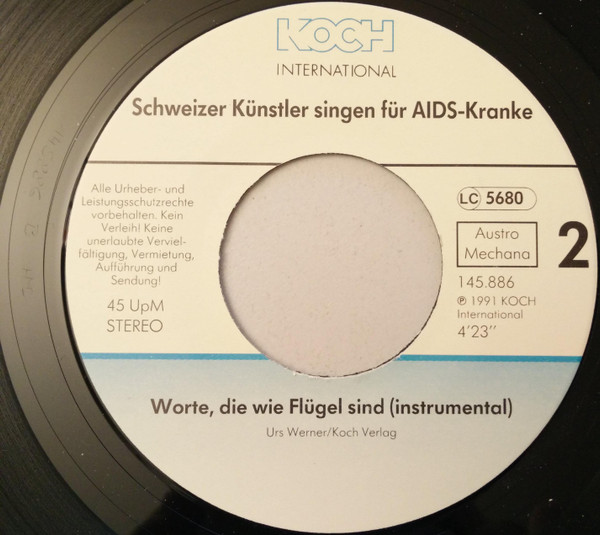 KOCH
INTERNATIONAL
Schweizer Künstler singen für AIDS-Kranke
Alle Urheber- und
Leistungsschutzrechte
vorbehalten. Kein
Verleih! Keine
unerlaubte Verviel-
fältigung, Vermietung,
Aufführung und
Sendung!
45 UpM
STEREO
LC 5680
Austro
Mechana
2
145.886
℗ 1991 KOCH
International
4'23''
Worte, die wie Flügel sind (instrumental)
Urs Werner/Koch Verlag